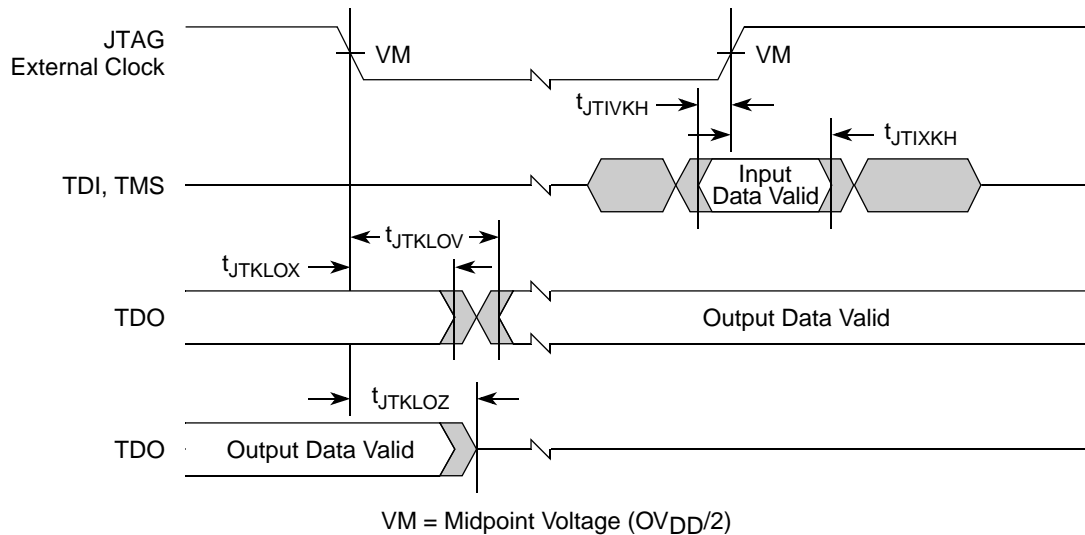 JTAG
External Clock
VM
VM
tJTIVKH
tJTIXKH
TDI, TMS
Input
Data Valid
tJTKLOV
tJTKLOX
TDO
Output Data Valid
tJTKLOZ
TDO
Output Data Valid
VM = Midpoint Voltage (OVDD/2)